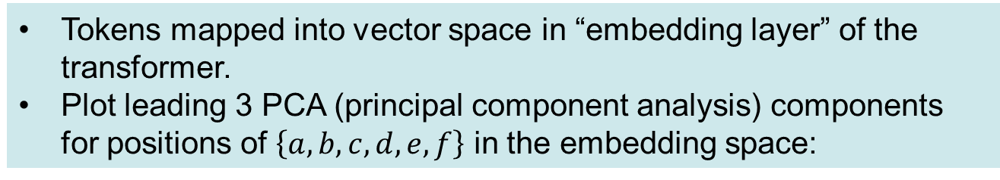 • Tokens mapped into vector space in “embedding layer” of the
transformer.
• Plot leading 3 PCA (principal component analysis) components
for positions of {𝑎, 𝑏, 𝑐, 𝑑, 𝑒, 𝑓} in the embedding space: